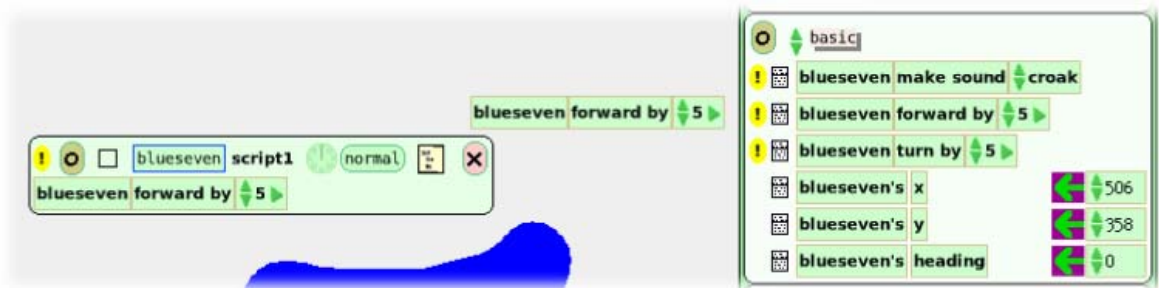 blueseven forward by 5
! O blueseven script1 normal X
blueseven forward by 5
O basic
! blueseven make sound croak
! blueseven forward by 5
! blueseven turn by 5
blueseven's x 506
blueseven's y 358
blueseven's heading 0